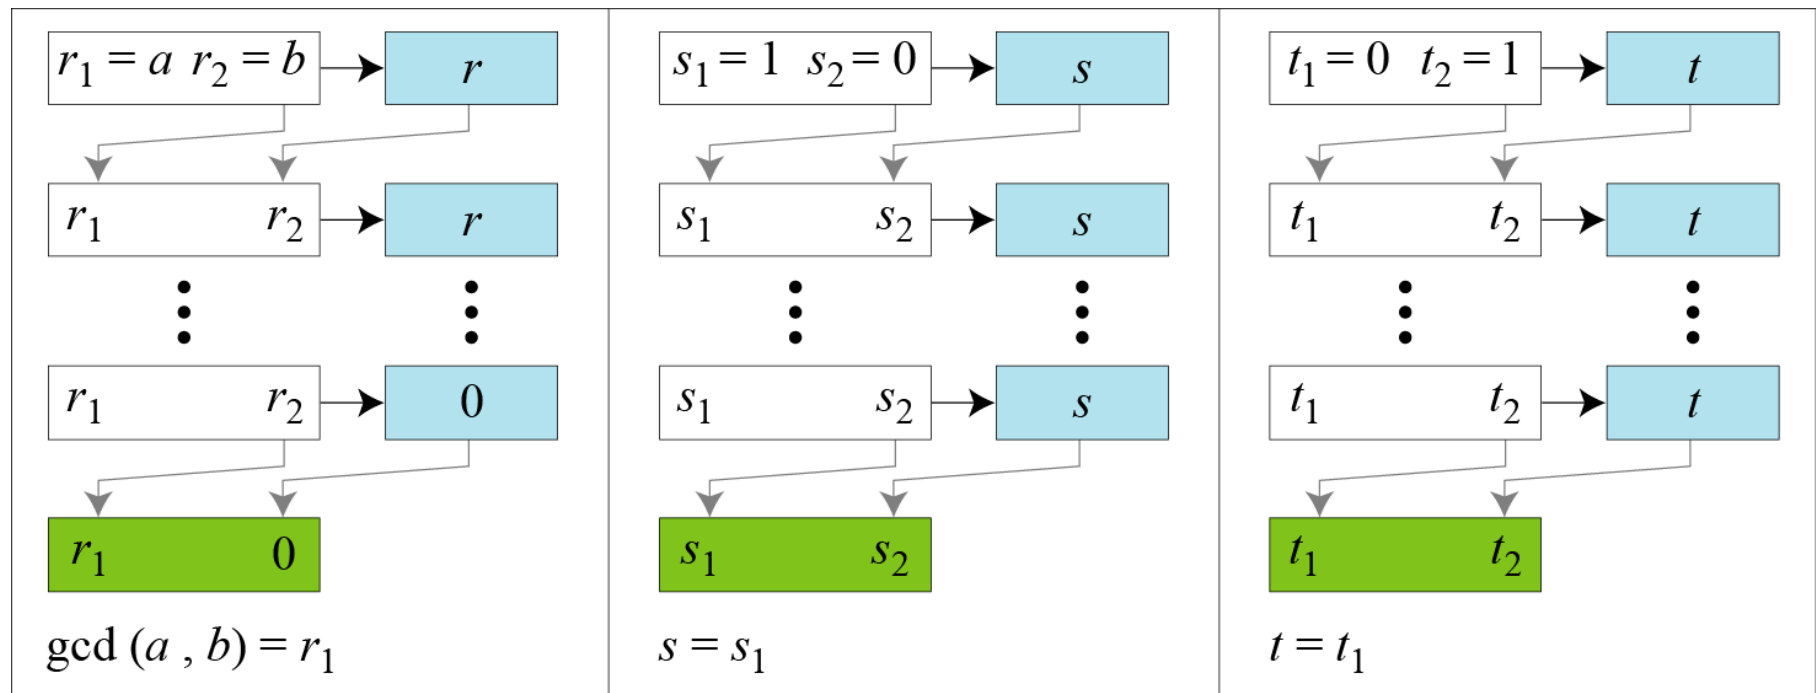 r₁ = a r₂ = b r
r₁ r₂ r
r₁ r₂ 0
r₁ 0
gcd (a , b) = r₁
s₁ = 1 s₂ = 0 s
s₁ s₂ s
s₁ s₂ s
s₁ s₂
s = s₁
t₁ = 0 t₂ = 1 t
t₁ t₂ t
t₁ t₂ t
t₁ t₂
t = t₁